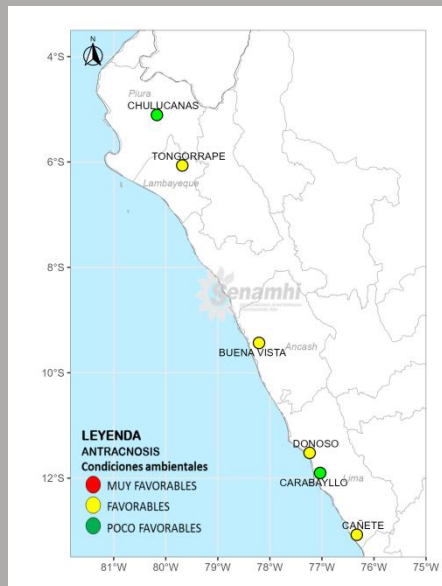 N
4°S
Piura
CHULUCANAS
6°S
TONGORRAPE
Lambayeque
8°S
Senamhi
Ancash
BUENA VISTA
10°S
LEYENDA
ANTRACNOSIS
Condiciones ambientales
MUY FAVORABLES
FAVORABLES
POCO FAVORABLES
DONOSO
CARABAYLLO
Lima
12°S
CAÑETE
81°W 80°W 79°W 78°W 77°W 76°W 75°W